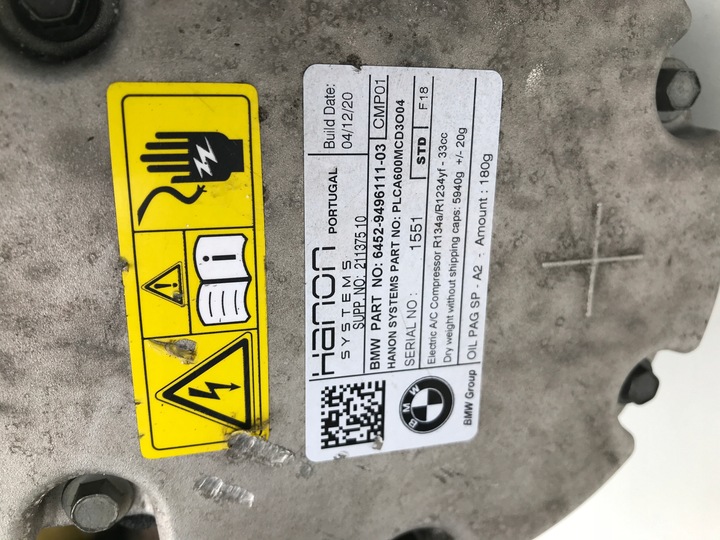 Hanon
SYSTEMS PORTUGAL
Build Date:
04/12/20
SUPP. NO: 211375 10
BMW PART NO: 6452-9496111-03 CMP01
HANON SYSTEMS PART NO: PLCA600MCD3O04
SERIAL NO :
1551 STD F18
Electric A/C Compressor R134a/R1234yf - 33cc
Dry weight without shipping caps: 5940g +/- 20g
OIL PAG SP - A2 - Amount : 180g
BMW
BMW Group